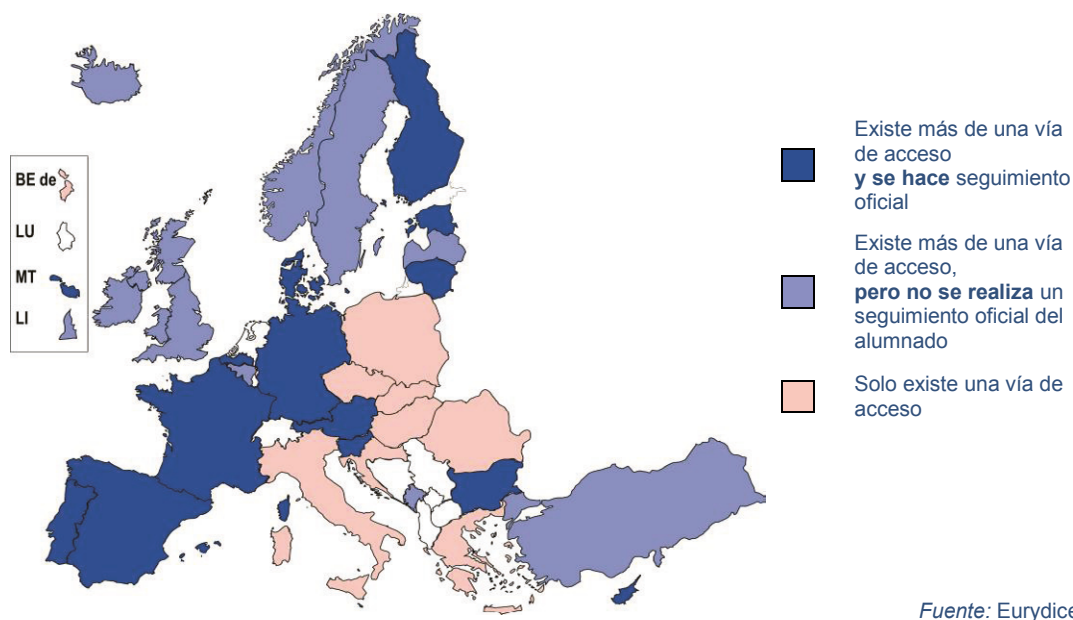 BE de
LU
MT
LI
Existe más de una vía
de acceso
y se hace seguimiento
oficial
Existe más de una vía
de acceso,
pero no se realiza un
seguimiento oficial del
alumnado
Solo existe una vía de
acceso
Fuente: Eurydice